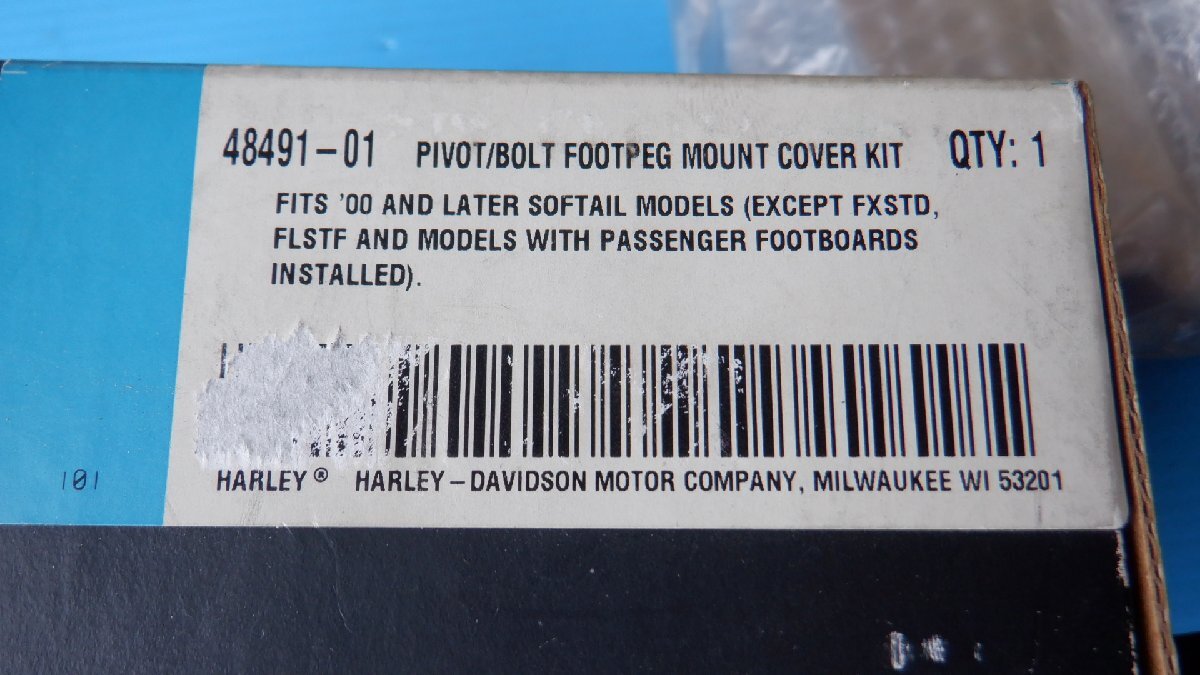 48491-01 PIVOT/BOLT FOOTPEG MOUNT COVER KIT QTY: 1
FITS '00 AND LATER SOFTAIL MODELS (EXCEPT FXSTD,
FLSTF AND MODELS WITH PASSENGER FOOTBOARDS
INSTALLED).
HARLEY® HARLEY-DAVIDSON MOTOR COMPANY, MILWAUKEE WI 53201
101